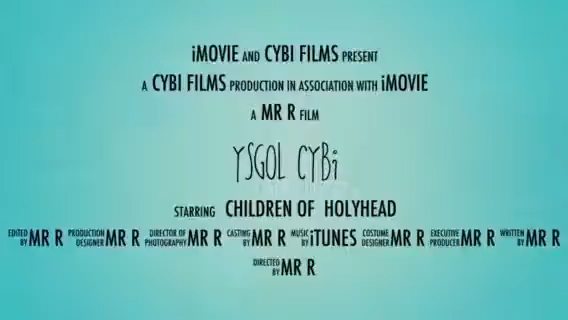 iMOVIE AND CYBI FILMS PRESENT
A CYBI FILMS PRODUCTION IN ASSOCIATION WITH iMOVIE
A MR R FILM
YSGOL CYBi
STARRING CHILDREN OF HOLYHEAD
EDITED BY MR R PRODUCTION DESIGNER MR R DIRECTOR OF PHOTOGRAPHY MR R CASTING BY MR R MUSIC BY iTUNES COSTUME DESIGNER MR R EXECUTIVE PRODUCER MR R WRITTEN BY MR R
DIRECTED BY MR R